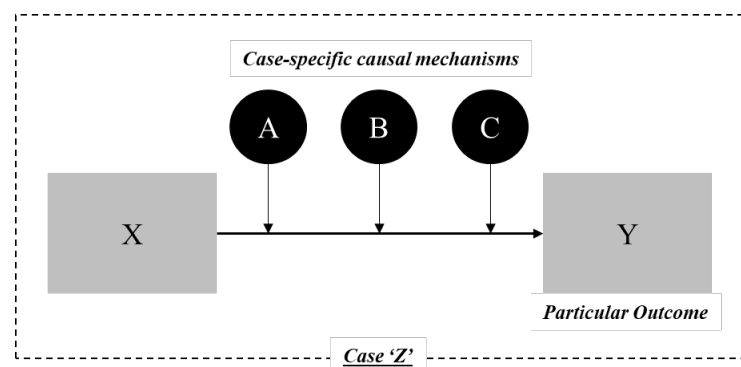 Case-specific causal mechanisms
A B C
X Y
Particular Outcome
Case ‘Z’